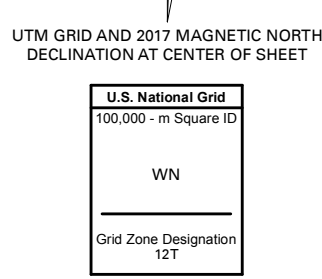 UTM GRID AND 2017 MAGNETIC NORTH
DECLINATION AT CENTER OF SHEET
U.S. National Grid
100,000 - m Square ID
WN
Grid Zone Designation
12T